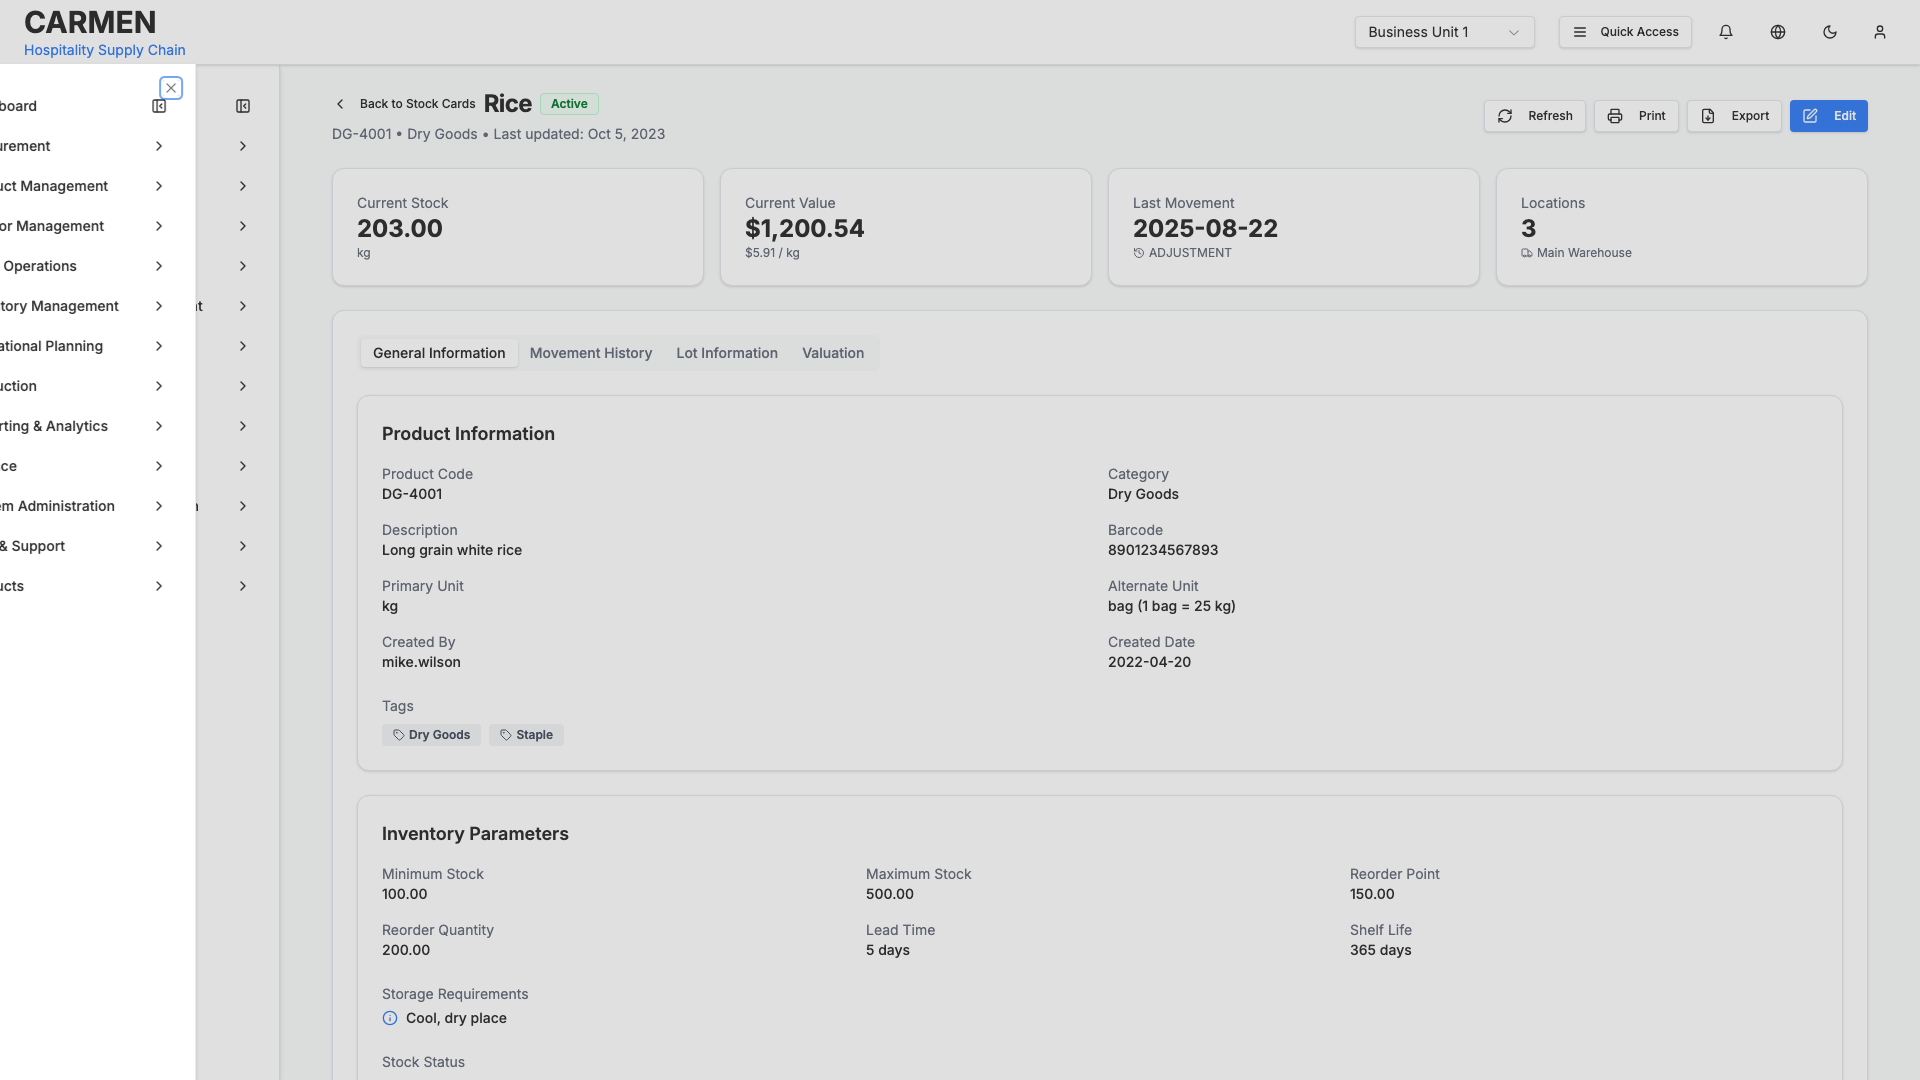 CARMEN
Hospitality Supply Chain
Business Unit 1
Quick Access
board
urement
uct Management
or Management
Operations
tory Management
ational Planning
uction
rting & Analytics
ce
em Administration
& Support
ucts
Back to Stock Cards
Rice
Active
DG-4001 • Dry Goods • Last updated: Oct 5, 2023
Refresh
Print
Export
Edit
Current Stock
203.00
kg
Current Value
$1,200.54
$5.91 / kg
Last Movement
2025-08-22
ADJUSTMENT
Locations
3
Main Warehouse
General Information
Movement History
Lot Information
Valuation
Product Information
Product Code
DG-4001
Category
Dry Goods
Description
Long grain white rice
Barcode
8901234567893
Primary Unit
kg
Alternate Unit
bag (1 bag = 25 kg)
Created By
mike.wilson
Created Date
2022-04-20
Tags
Dry Goods
Staple
Inventory Parameters
Minimum Stock
100.00
Maximum Stock
500.00
Reorder Point
150.00
Reorder Quantity
200.00
Lead Time
5 days
Shelf Life
365 days
Storage Requirements
Cool, dry place
Stock Status